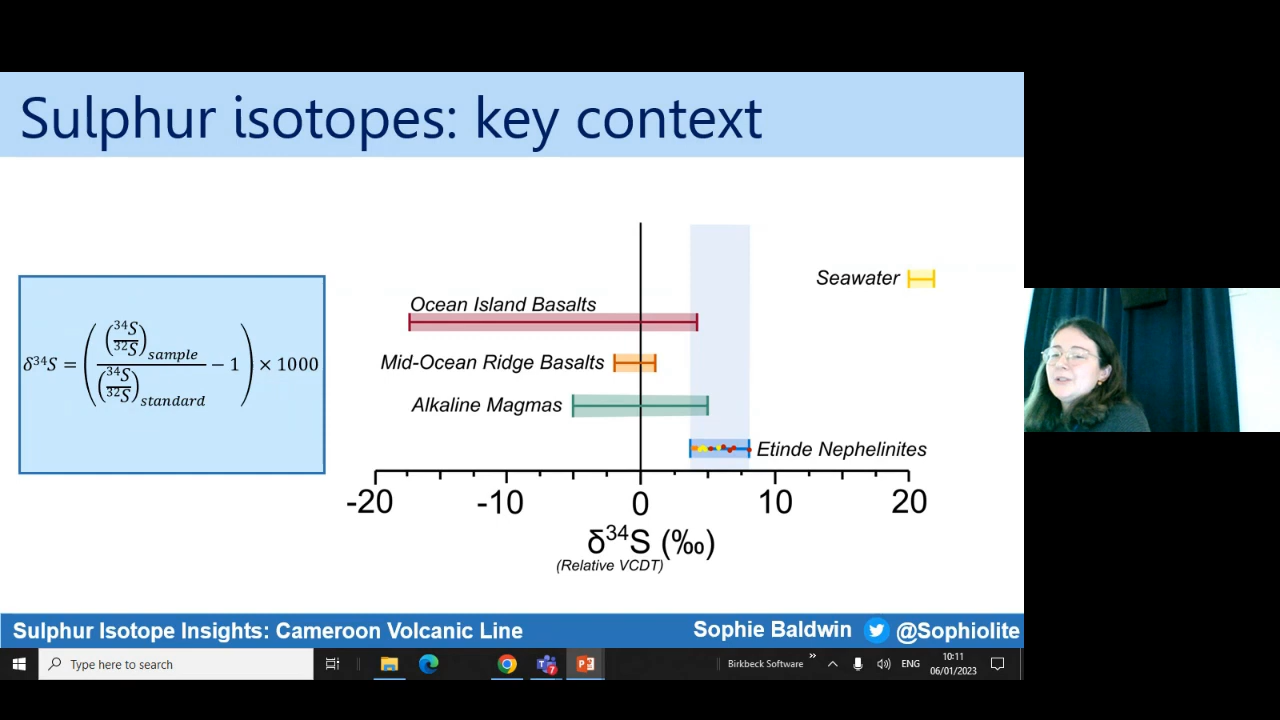 Sulphur isotopes: key context
δ³⁴S = ( (³⁴S/³²S)sample / (³⁴S/³²S)standard − 1 ) × 1000
Seawater
Ocean Island Basalts
Mid-Ocean Ridge Basalts
Alkaline Magmas
Etinde Nephelinites
-20 -10 0 10 20
δ³⁴S (‰)
(Relative VCDT)
Sulphur Isotope Insights: Cameroon Volcanic Line
Sophie Baldwin @Sophiolite
Type here to search
7
Birkbeck Software
ENG
10:11
06/01/2023